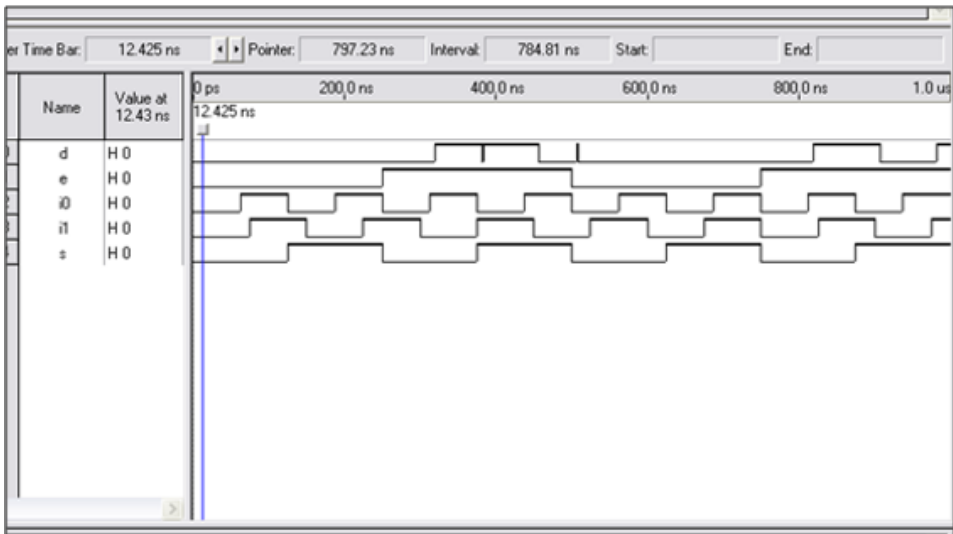 er Time Bar: 12.425 ns Pointer: 797.23 ns Interval: 784.81 ns Start: End:
Name Value at 12.43 ns
0 ps 200.0 ns 400.0 ns 600.0 ns 800.0 ns 1.0 us
12.425 ns
d H 0
e H 0
i0 H 0
i1 H 0
s H 0